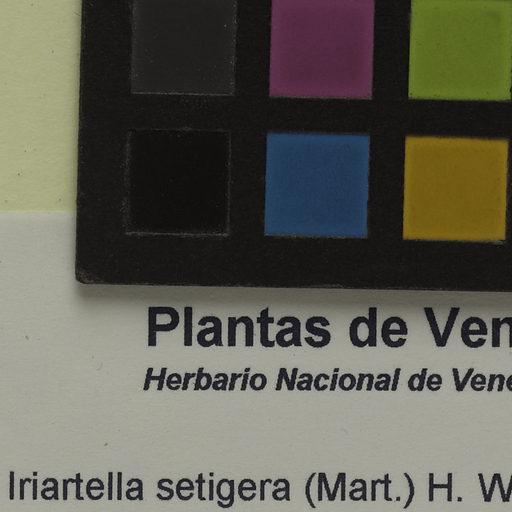 Plantas de Ven
Herbario Nacional de Vene
Iriartella setigera (Mart.) H. W